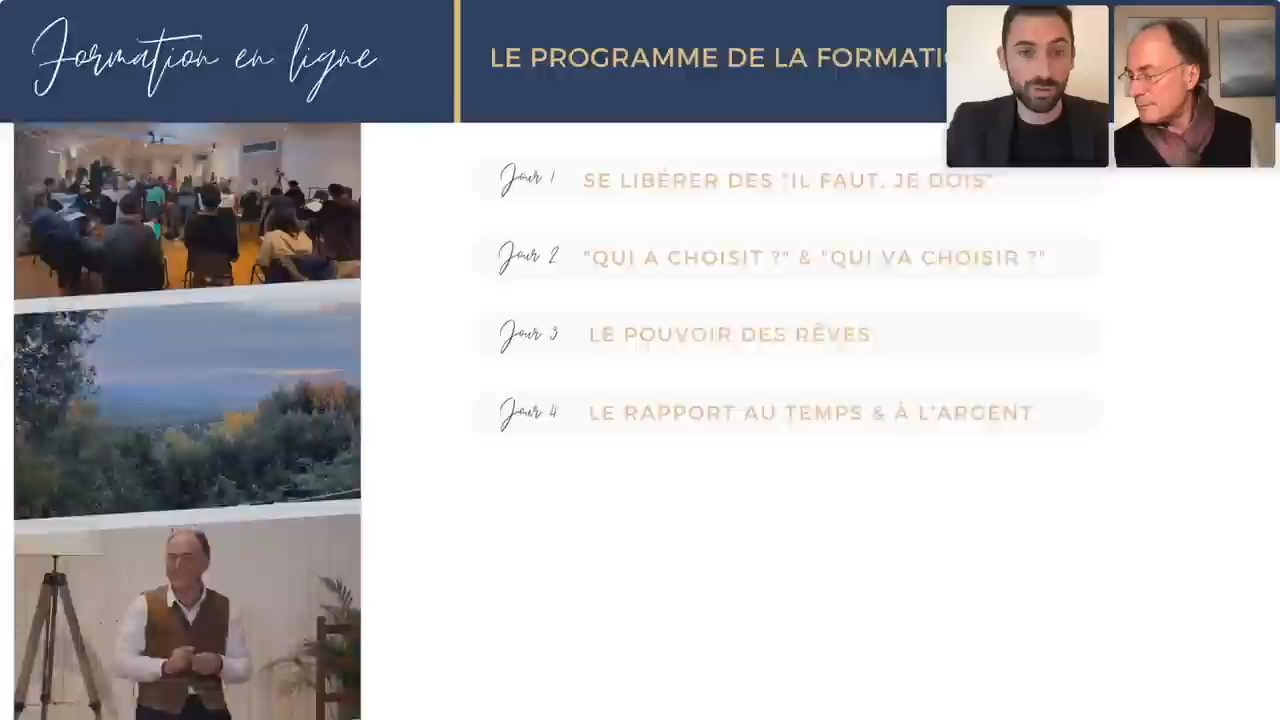 Formation en ligne
LE PROGRAMME DE LA FORMATI
Jour 1 SE LIBÉRER DES "IL FAUT, JE DOIS"
Jour 2 "QUI A CHOISIT ?" & "QUI VA CHOISIR ?"
Jour 3 LE POUVOIR DES RÊVES
Jour 4 LE RAPPORT AU TEMPS & À L'ARGENT